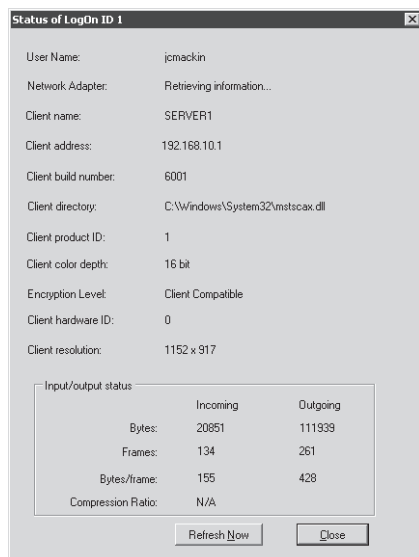 Status of LogOn ID 1
User Name: jcmackin
Network Adapter: Retrieving information...
Client name: SERVER1
Client address: 192.168.10.1
Client build number: 6001
Client directory: C:\Windows\System32\mstscax.dll
Client product ID: 1
Client color depth: 16 bit
Encryption Level: Client Compatible
Client hardware ID: 0
Client resolution: 1152 x 917
Input/output status
Incoming Outgoing
Bytes: 20851 111939
Frames: 134 261
Bytes/frame: 155 428
Compression Ratio: N/A
Refresh Now Close